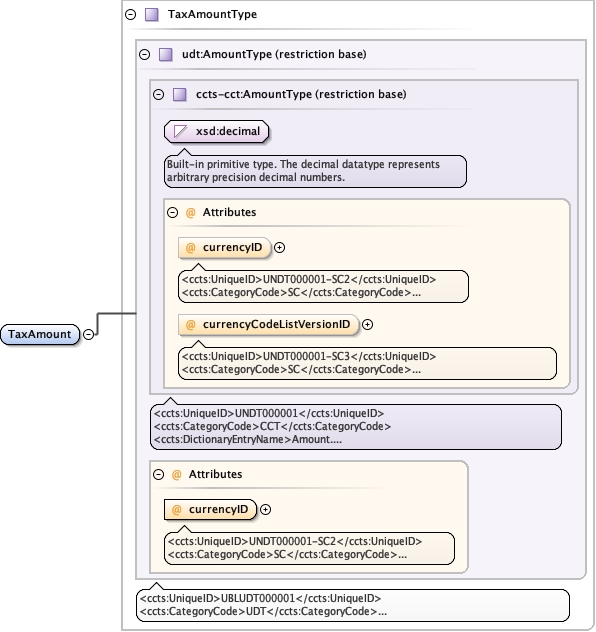 TaxAmountType
udt:AmountType (restriction base)
ccts-cct:AmountType (restriction base)
xsd:decimal
Built-in primitive type. The decimal datatype represents
arbitrary precision decimal numbers.
@ Attributes
@ currencyID
<ccts:UniqueID>UNDT000001-SC2</ccts:UniqueID>
<ccts:CategoryCode>SC</ccts:CategoryCode>...
@ currencyCodeListVersionID
<ccts:UniqueID>UNDT000001-SC3</ccts:UniqueID>
<ccts:CategoryCode>SC</ccts:CategoryCode>...
TaxAmount
<ccts:UniqueID>UNDT000001</ccts:UniqueID>
<ccts:CategoryCode>CCT</ccts:CategoryCode>
<ccts:DictionaryEntryName>Amount....
@ Attributes
@ currencyID
<ccts:UniqueID>UNDT000001-SC2</ccts:UniqueID>
<ccts:CategoryCode>SC</ccts:CategoryCode>...
<ccts:UniqueID>UBLUDT000001</ccts:UniqueID>
<ccts:CategoryCode>UDT</ccts:CategoryCode>...